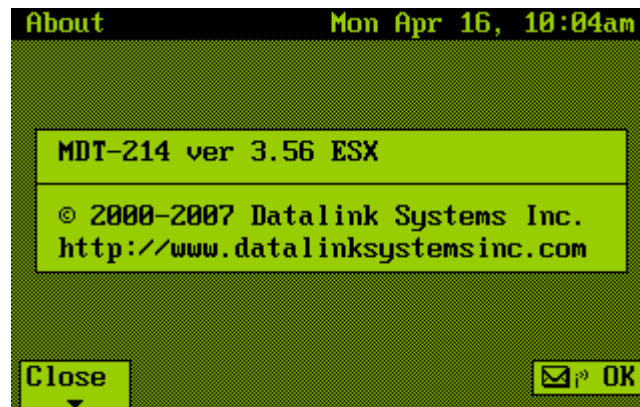 About Mon Apr 16, 10:04am
MDT-214 ver 3.56 ESX
© 2000-2007 Datalink Systems Inc.
http://www.datalinksystemsinc.com
Close OK